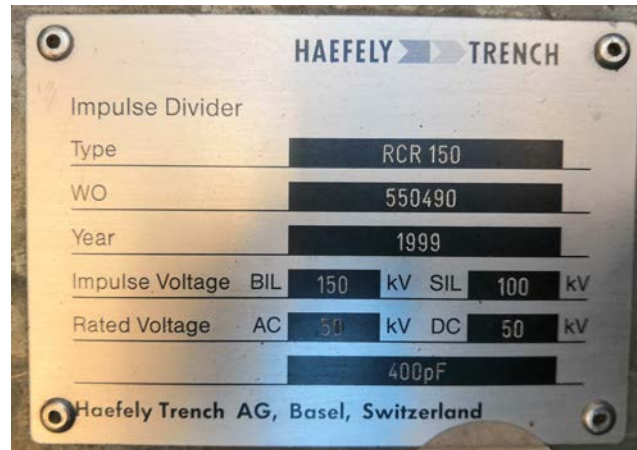 HAEFELY TRENCH
Impulse Divider
Type RCR 150
WO 550490
Year 1999
Impulse Voltage BIL 150 kV SIL 100 kV
Rated Voltage AC 50 kV DC 50 kV
400pF
Haefely Trench AG, Basel, Switzerland